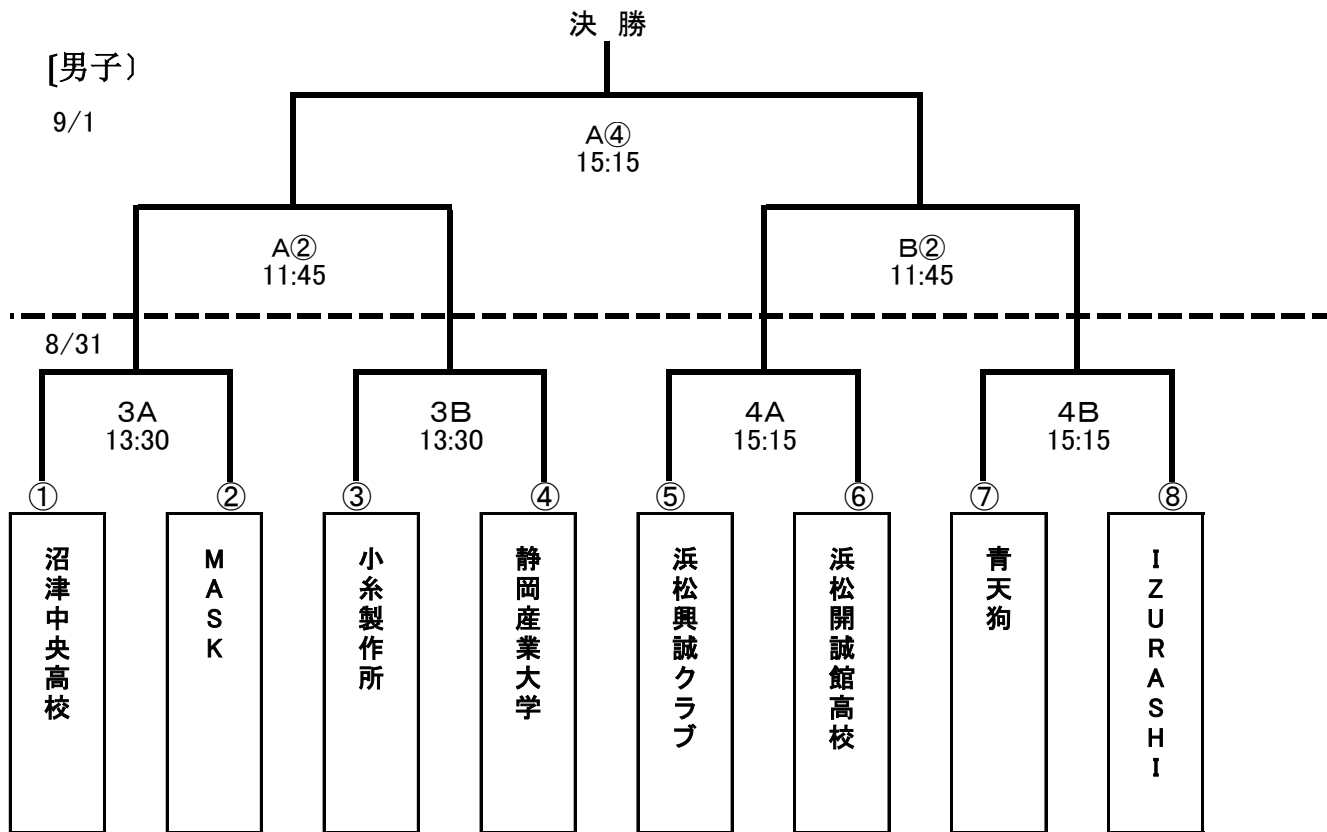 決 勝
[男子〕
9/1
A④
15:15
A②
11:45
B②
11:45
8/31
3A
13:30
3B
13:30
4A
15:15
4B
15:15
①
②
③
④
⑤
⑥
⑦
⑧
沼津中央高校
MASK
小糸製作所
静岡産業大学
浜松興誠クラブ
浜松開誠館高校
青天狗
IZURASHI